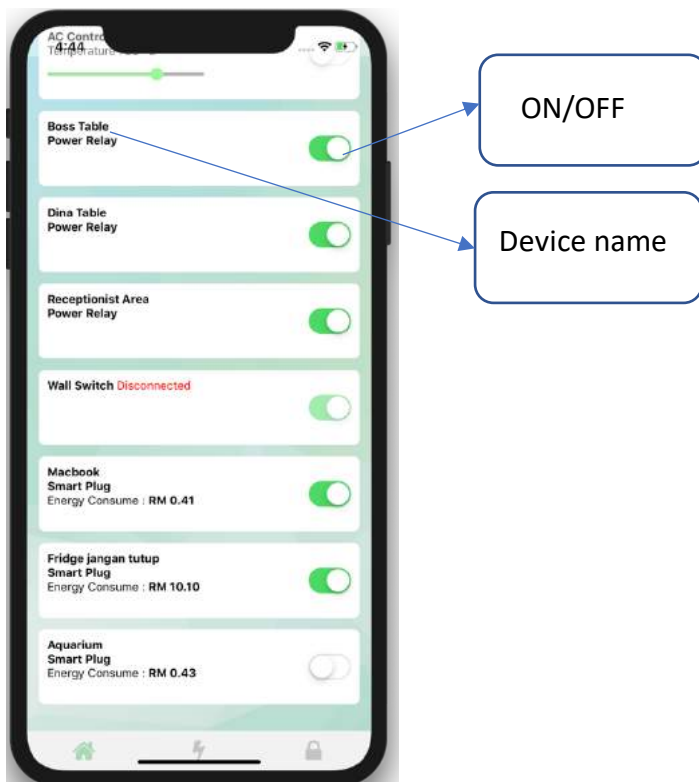 AC Contro
4:44
Temperature
Boss Table
Power Relay
ON/OFF
Dina Table
Power Relay
Device name
Receptionist Area
Power Relay
Wall Switch Disconnected
Macbook
Smart Plug
Energy Consume : RM 0.41
Fridge jangan tutup
Smart Plug
Energy Consume : RM 10.10
Aquarium
Smart Plug
Energy Consume : RM 0.43